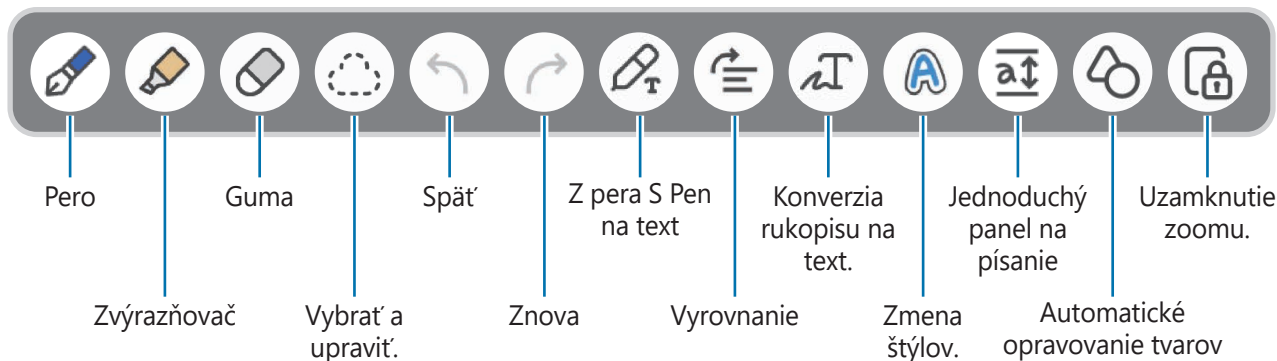 Pero
Guma
Späť
Z pera S Pen
na text
Konverzia
rukopisu na
text.
Jednoduchý
panel na
písanie
Uzamknutie
zoomu.
Zvýrazňovač
Vybrať a
upraviť.
Znova
Vyrovnanie
Zmena
štýlov.
Automatické
opravovanie tvarov